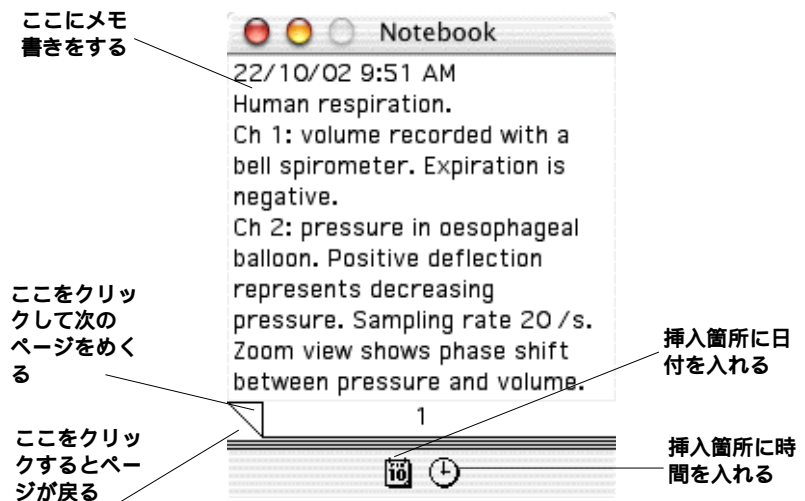 ここにメモ
書きをする
Notebook
22/10/02 9:51 AM
Human respiration.
Ch 1: volume recorded with a
bell spirometer. Expiration is
negative.
Ch 2: pressure in oesophageal
balloon. Positive deflection
represents decreasing
pressure. Sampling rate 20 /s.
Zoom view shows phase shift
between pressure and volume.
ここをクリッ
クして次の
ページをめく
る
1
挿入箇所に日
付を入れる
ここをクリッ
クするとペー
ジが戻る
10
挿入箇所に時
間を入れる